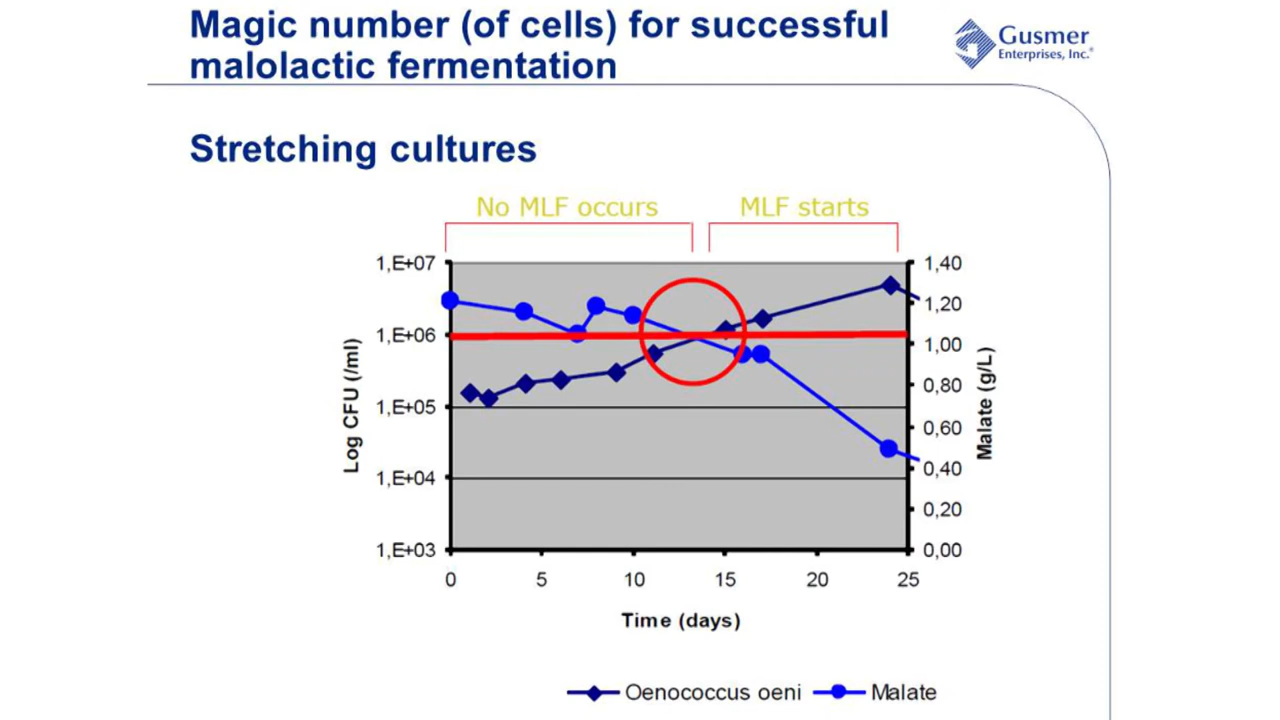 Magic number (of cells) for successful
malolactic fermentation
Gusmer
Enterprises, Inc.®
Stretching cultures
No MLF occurs
MLF starts
1,E+07
1,E+06
1,E+05
1,E+04
1,E+03
Log CFU (/ml)
1,40
1,20
1,00
0,80
0,60
0,40
0,20
0,00
Malate (g/L)
0 5 10 15 20 25
Time (days)
Oenococcus oeni Malate